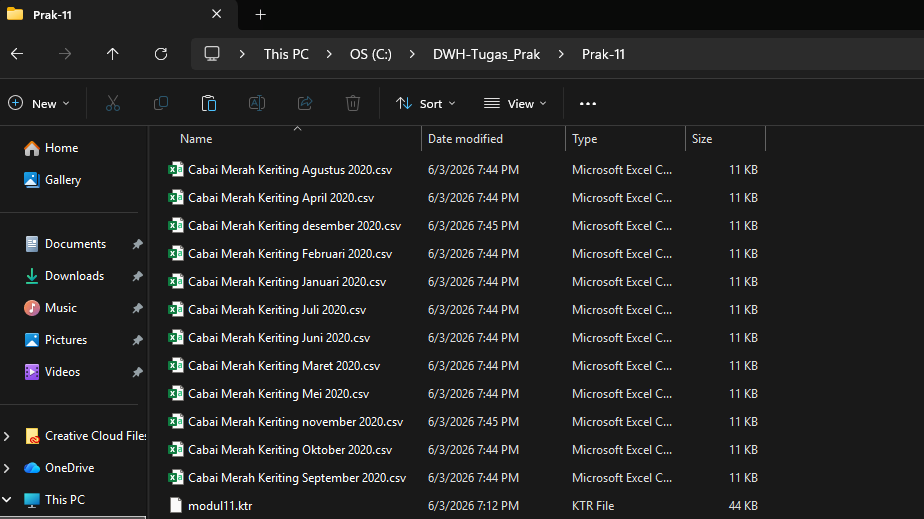 Prak-11
This PC > OS (C:) > DWH-Tugas_Prak > Prak-11
New Sort View
Name Date modified Type Size
Home
Gallery
Documents
Downloads
Music
Pictures
Videos
Creative Cloud Files
OneDrive
This PC
Cabai Merah Keriting Agustus 2020.csv 6/3/2026 7:44 PM Microsoft Excel C... 11 KB
Cabai Merah Keriting April 2020.csv 6/3/2026 7:44 PM Microsoft Excel C... 11 KB
Cabai Merah Keriting desember 2020.csv 6/3/2026 7:45 PM Microsoft Excel C... 11 KB
Cabai Merah Keriting Februari 2020.csv 6/3/2026 7:44 PM Microsoft Excel C... 11 KB
Cabai Merah Keriting Januari 2020.csv 6/3/2026 7:44 PM Microsoft Excel C... 11 KB
Cabai Merah Keriting Juli 2020.csv 6/3/2026 7:44 PM Microsoft Excel C... 11 KB
Cabai Merah Keriting Juni 2020.csv 6/3/2026 7:44 PM Microsoft Excel C... 11 KB
Cabai Merah Keriting Maret 2020.csv 6/3/2026 7:44 PM Microsoft Excel C... 11 KB
Cabai Merah Keriting Mei 2020.csv 6/3/2026 7:44 PM Microsoft Excel C... 11 KB
Cabai Merah Keriting november 2020.csv 6/3/2026 7:45 PM Microsoft Excel C... 11 KB
Cabai Merah Keriting Oktober 2020.csv 6/3/2026 7:44 PM Microsoft Excel C... 11 KB
Cabai Merah Keriting September 2020.csv 6/3/2026 7:44 PM Microsoft Excel C... 11 KB
modul11.ktr 6/3/2026 7:12 PM KTR File 44 KB